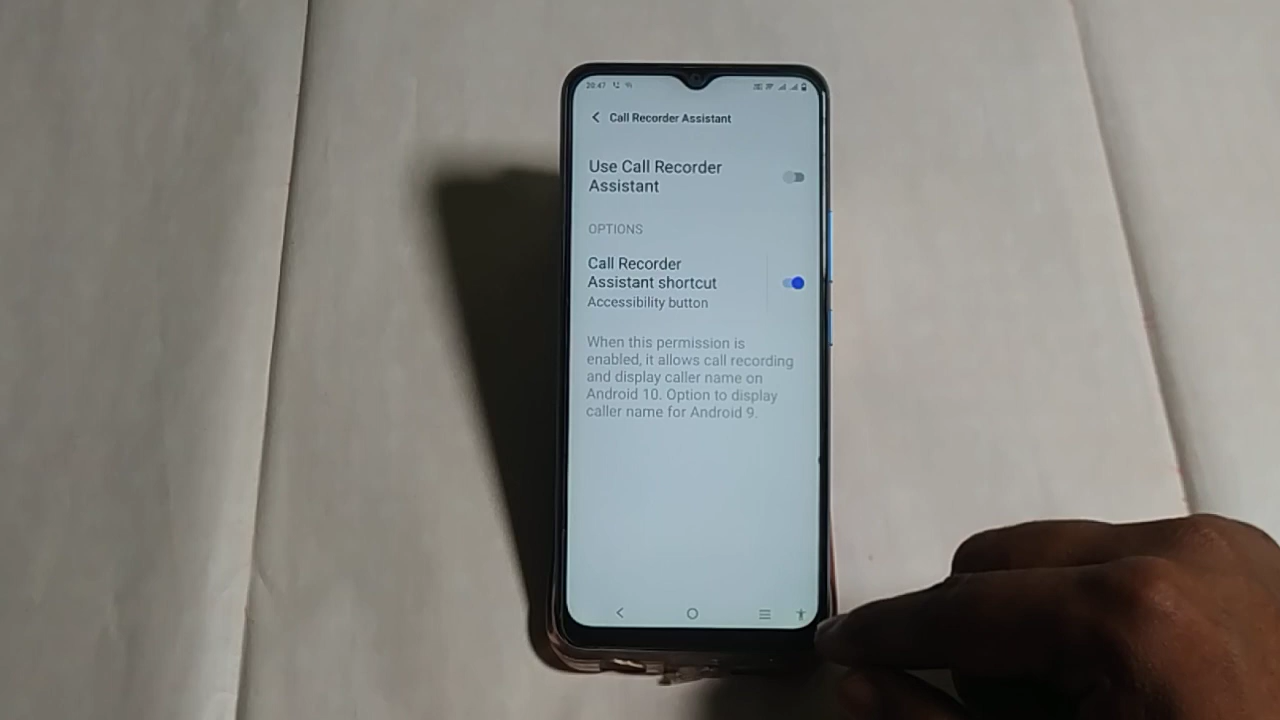 20:47
Call Recorder Assistant
Use Call Recorder
Assistant
OPTIONS
Call Recorder
Assistant shortcut
Accessibility button
When this permission is
enabled, it allows call recording
and display caller name on
Android 10. Option to display
caller name for Android 9.